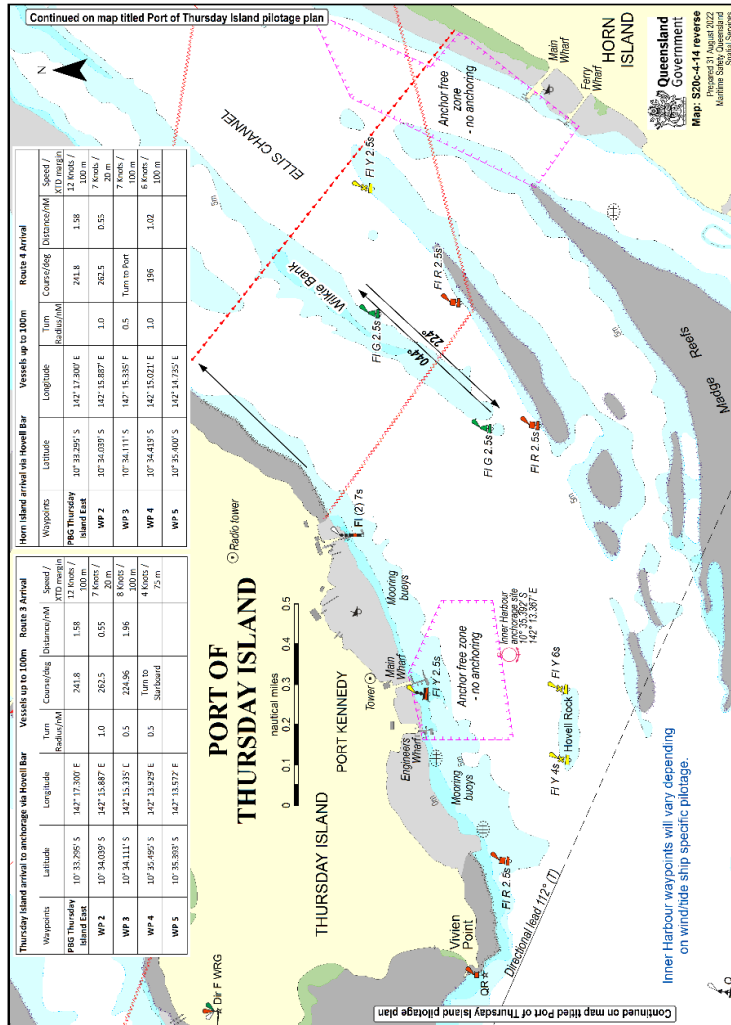 Continued on map titled Port of Thursday Island pilotage plan
N
Thursday Island arrival to anchorage via Hovell Bar Vessels up to 100m Route 3 Arrival
Waypoints Latitude Longitude Turn Radius/nM Course/deg Distance/nM Speed / XTD margin
PBG Thursday Island East 10° 33.295' S 142° 17.300' E 241.8 1.58 12 Knots / 100 m
WP 2 10° 34.039' S 142° 15.887' E 1.0 262.5 0.55 7 Knots / 20 m
WP 3 10° 34.111' S 142° 15.335' E 0.5 224.96 1.96 8 Knots / 100 m
WP 4 10° 35.495' S 142° 13.929' E 0.5 Turn to Starboard 4 Knots / 75 m
WP 5 10° 35.393' S 142° 13.572' E
Horn Island arrival via Hovell Bar Vessels up to 100m Route 4 Arrival
Waypoints Latitude Longitude Turn Radius/nM Course/deg Distance/nM Speed / XTD margin
PBG Thursday Island East 10° 33.295' S 142° 17.300' E 241.8 1.58 12 Knots / 100 m
WP 2 10° 34.039' S 142° 15.887' E 1.0 262.5 0.55 7 Knots / 20 m
WP 3 10° 34.111' S 142° 15.335' E 0.5 Turn to Port 7 Knots / 100 m
WP 4 10° 34.419' S 142° 15.021' E 1.0 196 1.02 6 Knots / 100 m
WP 5 10° 35.400' S 142° 14.735' E
PORT OF
THURSDAY ISLAND
nautical miles
0 0.1 0.2 0.3 0.4 0.5
THURSDAY ISLAND
PORT KENNEDY
Radio tower
Tower
Main
Wharf
Engineers
Wharf
Mooring
buoys
Mooring
buoys
Fl (2) 7s
Fl Y 2.5s
Anchor free zone
- no anchoring
Inner Harbour
anchorage site
10° 35.392' S
142° 13.367' E
Vivien
Point
Dir F WRG
QR
Fl R 2.5s
Directional lead 112° (T)
Fl Y 4s
Hovell Rock
Fl Y 6s
ELLIS CHANNEL
Wilkie Bank
Fl G 2.5s
044°
224°
Fl G 2.5s
Fl R 2.5s
Fl R 2.5s
Fl Y 2.5s
5m
5m
5m
5m
Anchor free
zone
- no anchoring
Main
Wharf
Ferry
Wharf
HORN
ISLAND
Madge Reefs
Inner Harbour waypoints will vary depending
on wind/tide ship specific pilotage.
Q
Queensland
Government
Map: S20c-4-14 reverse
Prepared 31 August 2022
Maritime Safety Queensland
Spatial Services
Continued on map titled Port of Thursday Island pilotage plan